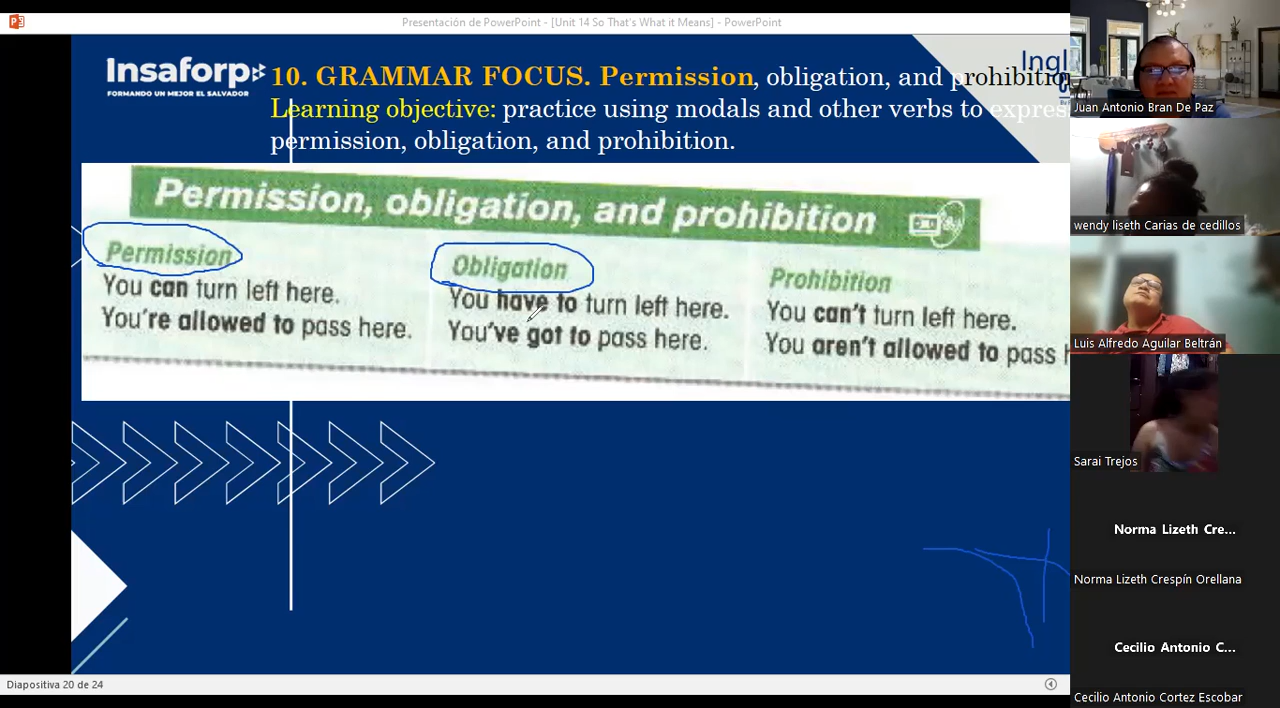 Presentación de PowerPoint - [Unit 14 So That's What it Means] - PowerPoint
Insaforp
FORMANDO UN MEJOR EL SALVADOR
10. GRAMMAR FOCUS. Permission, obligation, and prohibitio
Learning objective: practice using modals and other verbs to express
permission, obligation, and prohibition.
Ingl
Permission, obligation, and prohibition
Permission
You can turn left here.
You're allowed to pass here.
Obligation
You have to turn left here.
You've got to pass here.
Prohibition
You can't turn left here.
You aren't allowed to pass h
Diapositiva 20 de 24
Juan Antonio Bran De Paz
wendy liseth Carias de cedillos
Luis Alfredo Aguilar Beltrán
Sarai Trejos
Norma Lizeth Cre...
Norma Lizeth Crespín Orellana
Cecilio Antonio C...
Cecilio Antonio Cortez Escobar